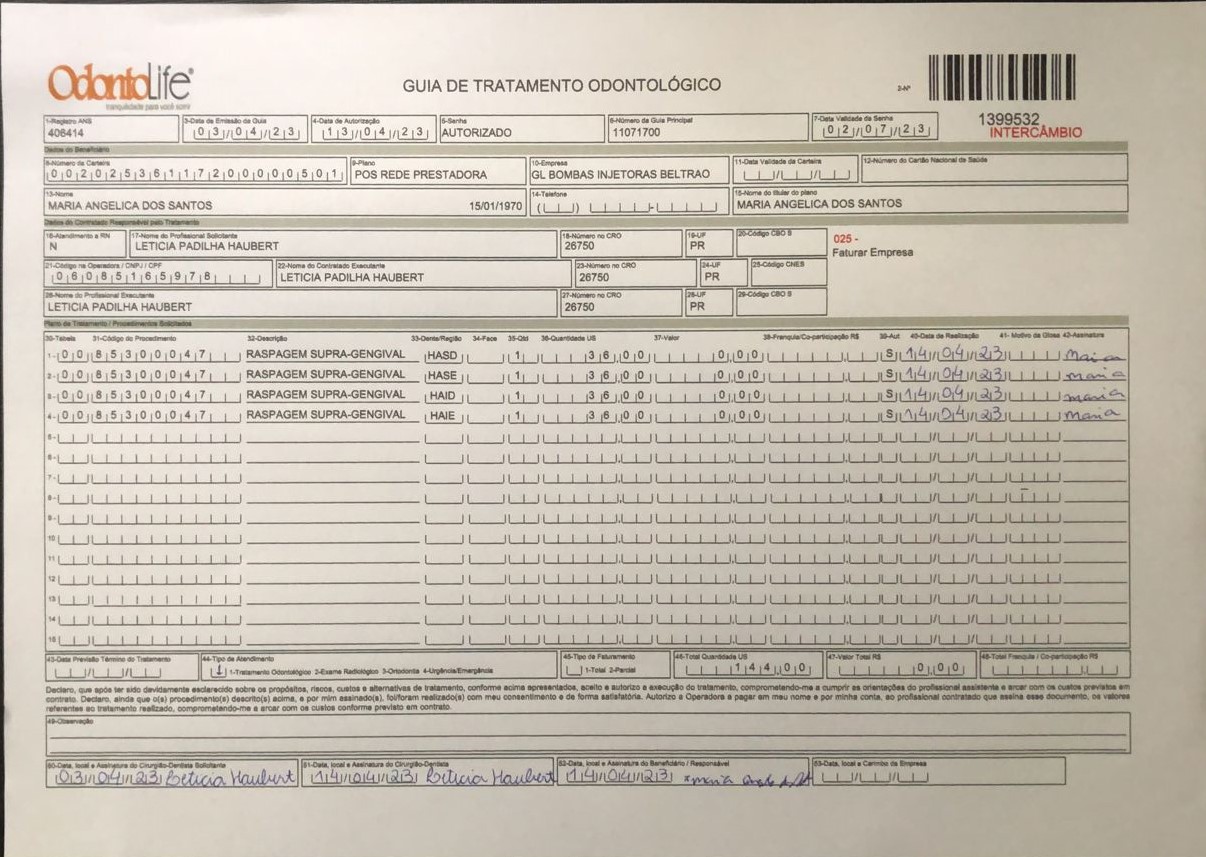 OdontoLife®
tranquilidade para você sorrir
GUIA DE TRATAMENTO ODONTOLÓGICO
2-Nº
1399532
INTERCÂMBIO
1-Registro ANS 3-Data de Emissão da Guia 4-Data de Autorização 5-Senha 6-Número da Guia Principal 7-Data Validade da Senha
406414 03/04/23 13/04/23 AUTORIZADO 11071700 02/07/23
Dados do Beneficiário
8-Número da Carteira 9-Plano 10-Empresa 11-Data Validade da Carteira 12-Número do Cartão Nacional de Saúde
00202536117200000501 POS REDE PRESTADORA GL BOMBAS INJETORAS BELTRAO
13-Nome 14-Telefone 15-Nome do titular do plano
MARIA ANGELICA DOS SANTOS 15/01/1970 MARIA ANGELICA DOS SANTOS
Dados do Contratado Responsável pelo Tratamento
16-Atendimento a RN 17-Nome do Profissional Solicitante 18-Número no CRO 19-UF 20-Código CBO S
N LETICIA PADILHA HAUBERT 26750 PR
025 -
Faturar Empresa
21-Código na Operadora / CNPJ / CPF 22-Nome do Contratado Executante 23-Número no CRO 24-UF 25-Código CNES
06085165978 LETICIA PADILHA HAUBERT 26750 PR
26-Nome do Profissional Executante 27-Número no CRO 28-UF 29-Código CBO S
LETICIA PADILHA HAUBERT 26750 PR
Plano de Tratamento / Procedimentos Solicitados
30-Tabela 31-Código do Procedimento 32-Descrição 33-Dente/Região 34-Face 35-Qtd 36-Quantidade US 37-Valor 38-Franquia/Co-participação R$ 39-Aut 40-Data de Realização 41- Motivo da Glosa 42-Assinatura
1- 00 85300047 RASPAGEM SUPRA-GENGIVAL HASD 1 36,00 0,00 S 14/04/23 Maria
2- 00 85300047 RASPAGEM SUPRA-GENGIVAL HASE 1 36,00 0,00 S 14/04/23 maria
3- 00 85300047 RASPAGEM SUPRA-GENGIVAL HAID 1 36,00 0,00 S 14/04/23 maria
4- 00 85300047 RASPAGEM SUPRA-GENGIVAL HAIE 1 36,00 0,00 S 14/04/23 maria
5-
6-
7-
8-
9-
10
11
12
13
14
15
43-Data Previsão Término do Tratamento 44-Tipo de Atendimento 45-Tipo de Faturamento 46-Total Quantidade US 47-Valor Total R$ 48-Total Franquia / Co-participação R$
1 1-Tratamento Odontológico 2-Exame Radiológico 3-Ortodontia 4-Urgência/Emergência 1-Total 2-Parcial 144,00 0,00
Declaro, que após ter sido devidamente esclarecido sobre os propósitos, riscos, custos e alternativas de tratamento, conforme acima apresentados, aceito e autorizo a execução do tratamento, comprometendo-me a cumprir as orientações do profissional assistente e arcar com os custos previstos em
contrato. Declaro, ainda que o(s) procedimento(s) descrito(s) acima, e por mim assinado(s), foi/foram realizado(s) com meu consentimento e de forma satisfatória. Autorizo a Operadora a pagar em meu nome e por minha conta, ao profissional contratado que assina esse documento, os valores
referentes ao tratamento realizado, comprometendo-me a arcar com os custos conforme previsto em contrato.
49-Observação
50-Data, local e Assinatura do Cirurgião-Dentista Solicitante 51-Data, local e Assinatura do Cirurgião-Dentista 52-Data, local e Assinatura do Beneficiário / Responsável 53-Data, local e Carimbo da Empresa
03/04/23 Leticia Haubert 14/04/23 Leticia Haubert 14/04/23 x maria